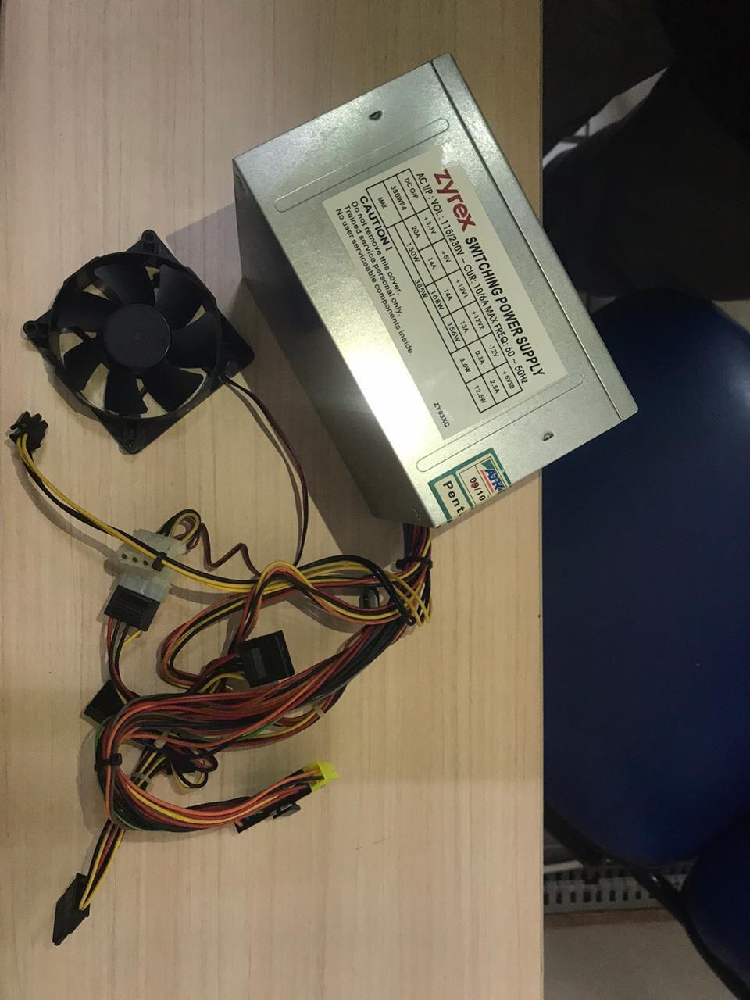 zyrex SWITCHING POWER SUPPLY
AC I/P : VOL : 115/230V ~ CUR: 10/6A MAX FREQ: 60 ~ 50Hz
DC O/P +3.3V +5V +12V1 +12V2 -12V +5VSB
380WP4 20A 14A 14A 13A 0.3A 2.5A
MAX 130W 168W 156W 3.6W 12.5W
385W
CAUTION !
Do not remove this cover.
Trained service personal only.
No user serviceable components inside.
ZY03XC
09/10
Pent